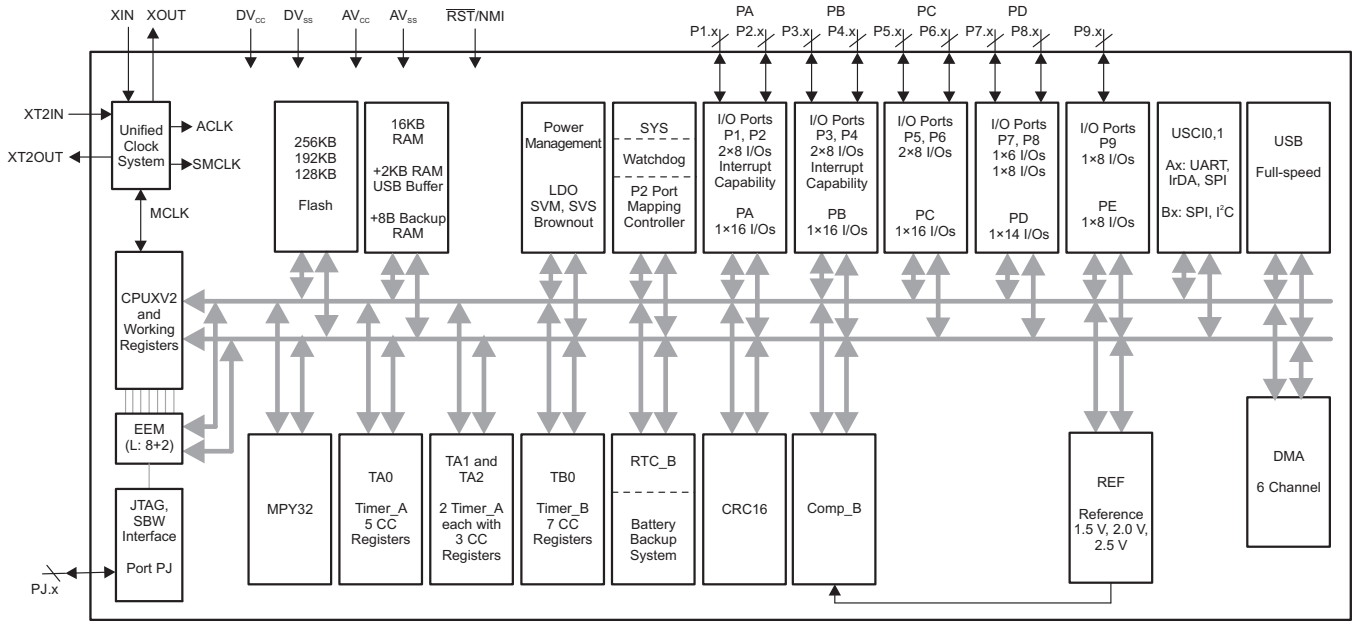 XIN XOUT DVCC DVSS AVCC AVSS RST/NMI PA PB PC PD
P1.x P2.x P3.x P4.x P5.x P6.x P7.x P8.x P9.x
XT2IN
XT2OUT
Unified
Clock
System
ACLK
SMCLK
MCLK
256KB
192KB
128KB
Flash
16KB
RAM
+2KB RAM
USB Buffer
+8B Backup
RAM
Power
Management
LDO
SVM, SVS
Brownout
SYS
Watchdog
P2 Port
Mapping
Controller
I/O Ports
P1, P2
2×8 I/Os
Interrupt
Capability
PA
1×16 I/Os
I/O Ports
P3, P4
2×8 I/Os
Interrupt
Capability
PB
1×16 I/Os
I/O Ports
P5, P6
2×8 I/Os
PC
1×16 I/Os
I/O Ports
P7, P8
1×6 I/Os
1×8 I/Os
PD
1×14 I/Os
I/O Ports
P9
1×8 I/Os
PE
1×8 I/Os
USCI0,1
Ax: UART,
IrDA, SPI
Bx: SPI, I²C
USB
Full-speed
CPUXV2
and
Working
Registers
EEM
(L: 8+2)
JTAG,
SBW
Interface
Port PJ
PJ.x
MPY32
TA0
Timer_A
5 CC
Registers
TA1 and
TA2
2 Timer_A
each with
3 CC
Registers
TB0
Timer_B
7 CC
Registers
RTC_B
Battery
Backup
System
CRC16
Comp_B
REF
Reference
1.5 V, 2.0 V,
2.5 V
DMA
6 Channel